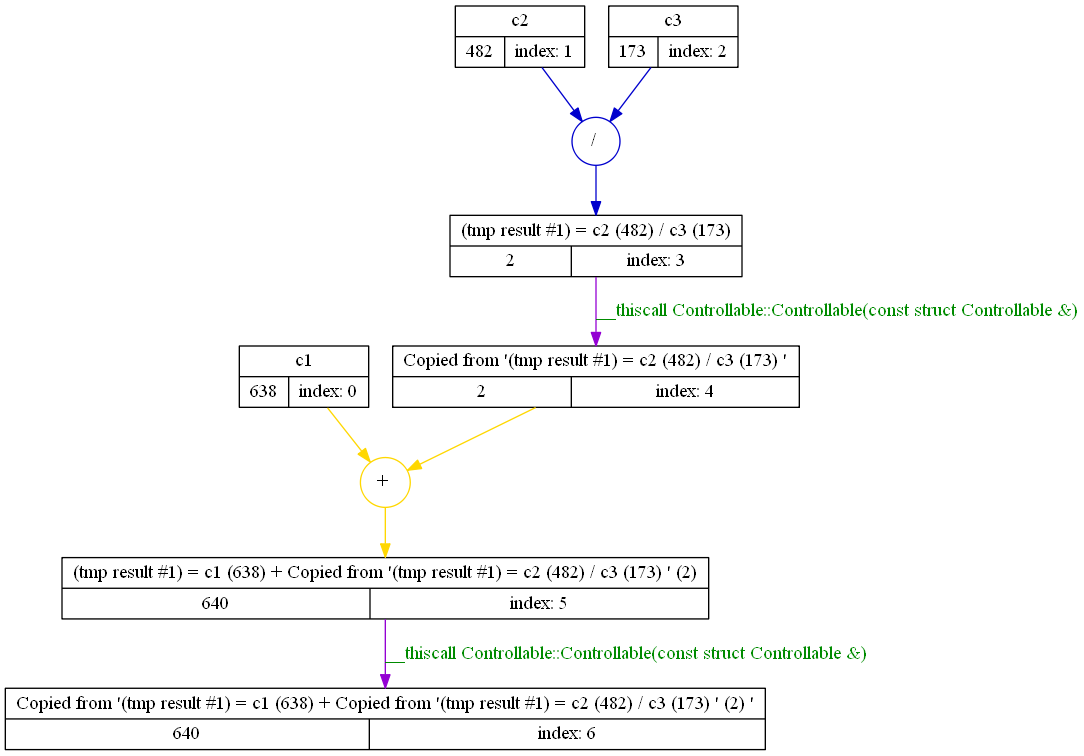 c2
482
index: 1
c3
173
index: 2
/
(tmp result #1) = c2 (482) / c3 (173)
2
index: 3
__thiscall Controllable::Controllable(const struct Controllable &)
c1
638
index: 0
Copied from '(tmp result #1) = c2 (482) / c3 (173) '
2
index: 4
+
(tmp result #1) = c1 (638) + Copied from '(tmp result #1) = c2 (482) / c3 (173) ' (2)
640
index: 5
__thiscall Controllable::Controllable(const struct Controllable &)
Copied from '(tmp result #1) = c1 (638) + Copied from '(tmp result #1) = c2 (482) / c3 (173) ' (2) '
640
index: 6